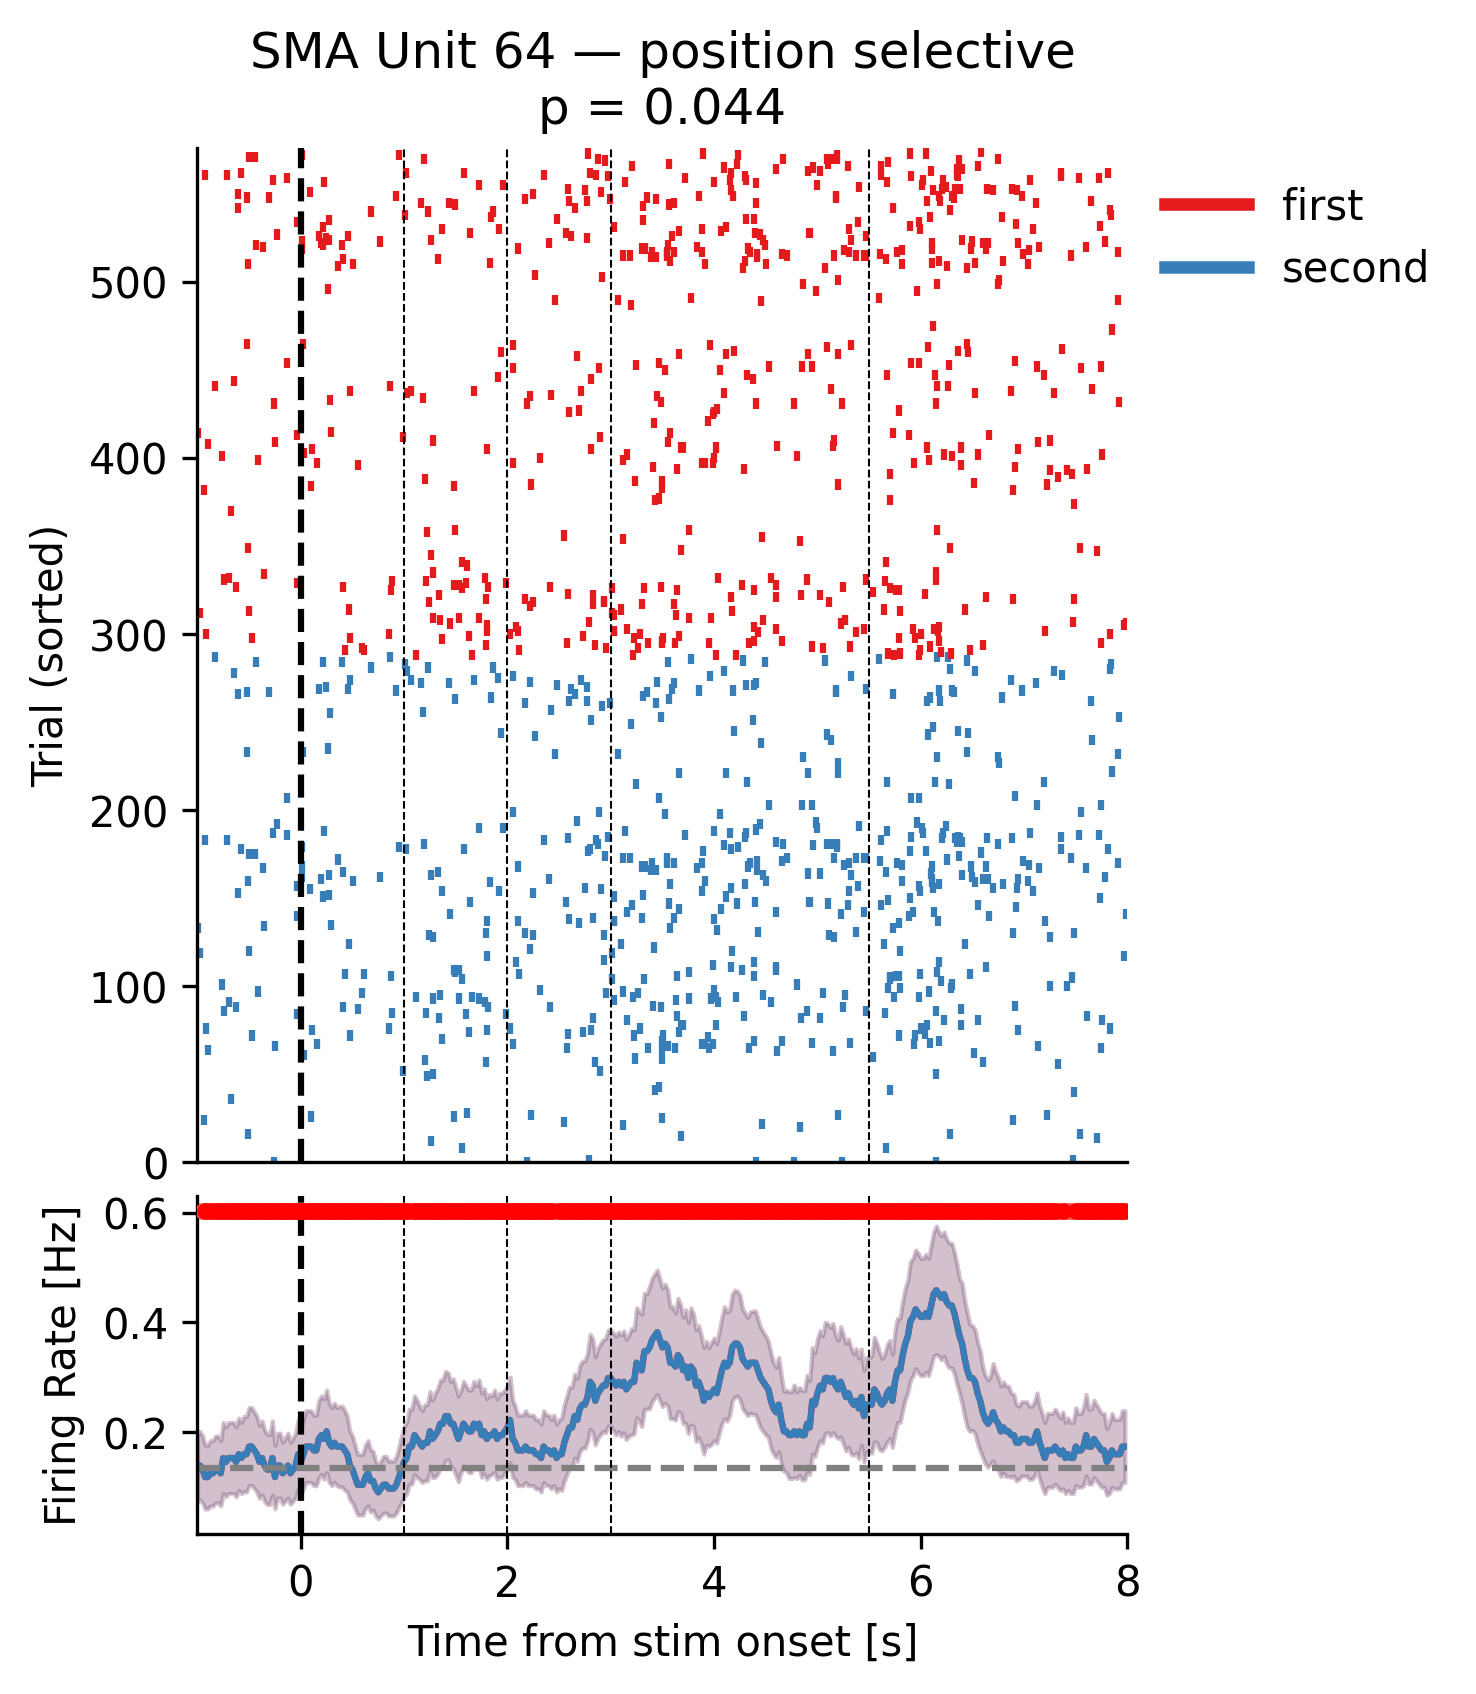 SMA Unit 64 — position selective
p = 0.044
first
second
500
400
300
200
100
0
Trial (sorted)
0.6
0.4
0.2
Firing Rate [Hz]
0 2 4 6 8
Time from stim onset [s]